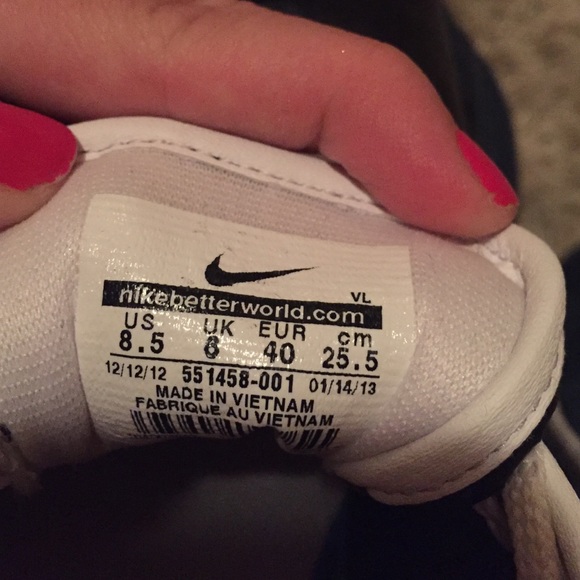 VL
nikebetterworld.com
US UK EUR cm
8.5 6 40 25.5
12/12/12 551458-001 01/14/13
MADE IN VIETNAM
FABRIQUE AU VIETNAM